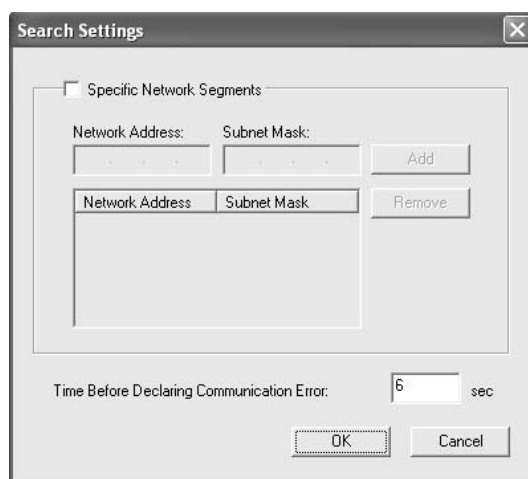 Search Settings
Specific Network Segments
Network Address: Subnet Mask:
Add
Network Address Subnet Mask
Remove
Time Before Declaring Communication Error: 6 sec
OK Cancel